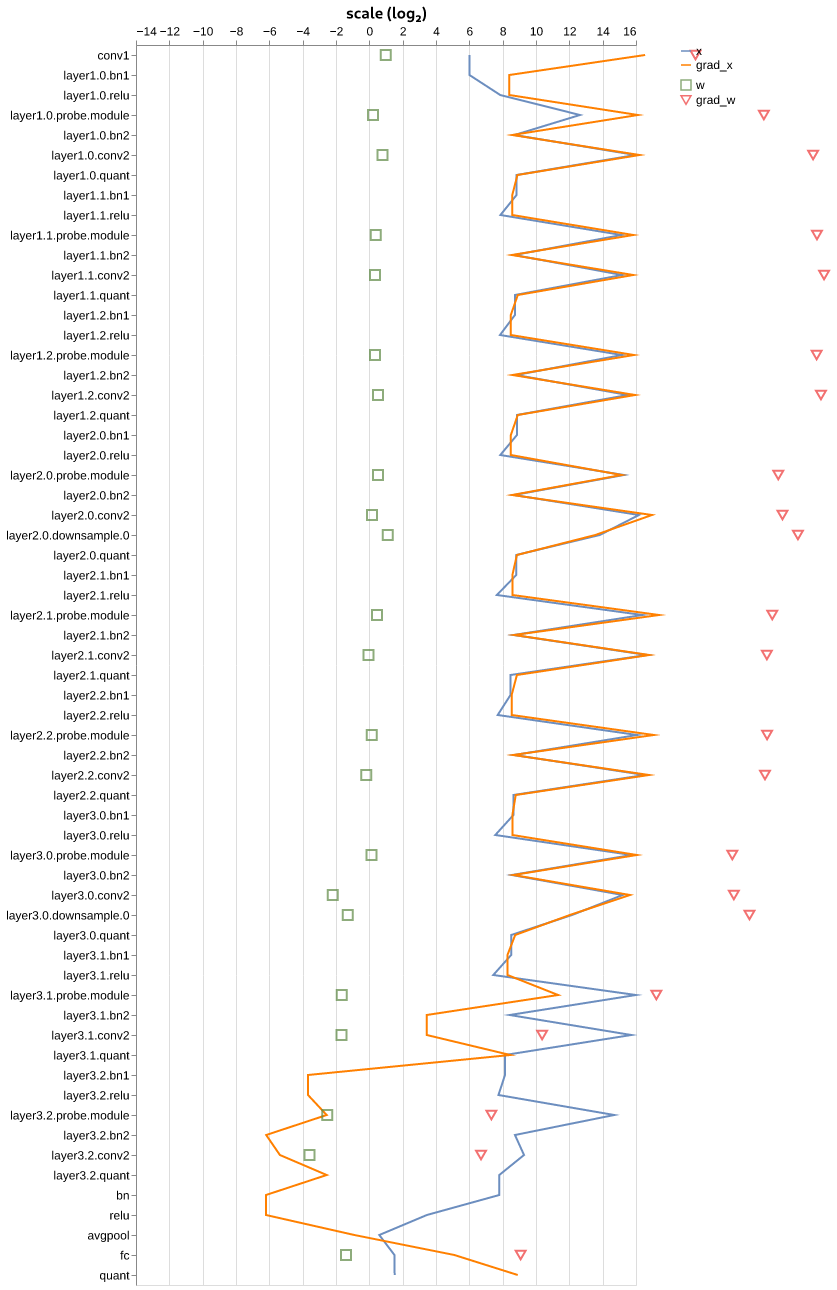 scale (log₂)
−14 −12 −10 −8 −6 −4 −2 0 2 4 6 8 10 12 14 16
x
grad_x
w
grad_w
conv1
layer1.0.bn1
layer1.0.relu
layer1.0.probe.module
layer1.0.bn2
layer1.0.conv2
layer1.0.quant
layer1.1.bn1
layer1.1.relu
layer1.1.probe.module
layer1.1.bn2
layer1.1.conv2
layer1.1.quant
layer1.2.bn1
layer1.2.relu
layer1.2.probe.module
layer1.2.bn2
layer1.2.conv2
layer1.2.quant
layer2.0.bn1
layer2.0.relu
layer2.0.probe.module
layer2.0.bn2
layer2.0.conv2
layer2.0.downsample.0
layer2.0.quant
layer2.1.bn1
layer2.1.relu
layer2.1.probe.module
layer2.1.bn2
layer2.1.conv2
layer2.1.quant
layer2.2.bn1
layer2.2.relu
layer2.2.probe.module
layer2.2.bn2
layer2.2.conv2
layer2.2.quant
layer3.0.bn1
layer3.0.relu
layer3.0.probe.module
layer3.0.bn2
layer3.0.conv2
layer3.0.downsample.0
layer3.0.quant
layer3.1.bn1
layer3.1.relu
layer3.1.probe.module
layer3.1.bn2
layer3.1.conv2
layer3.1.quant
layer3.2.bn1
layer3.2.relu
layer3.2.probe.module
layer3.2.bn2
layer3.2.conv2
layer3.2.quant
bn
relu
avgpool
fc
quant